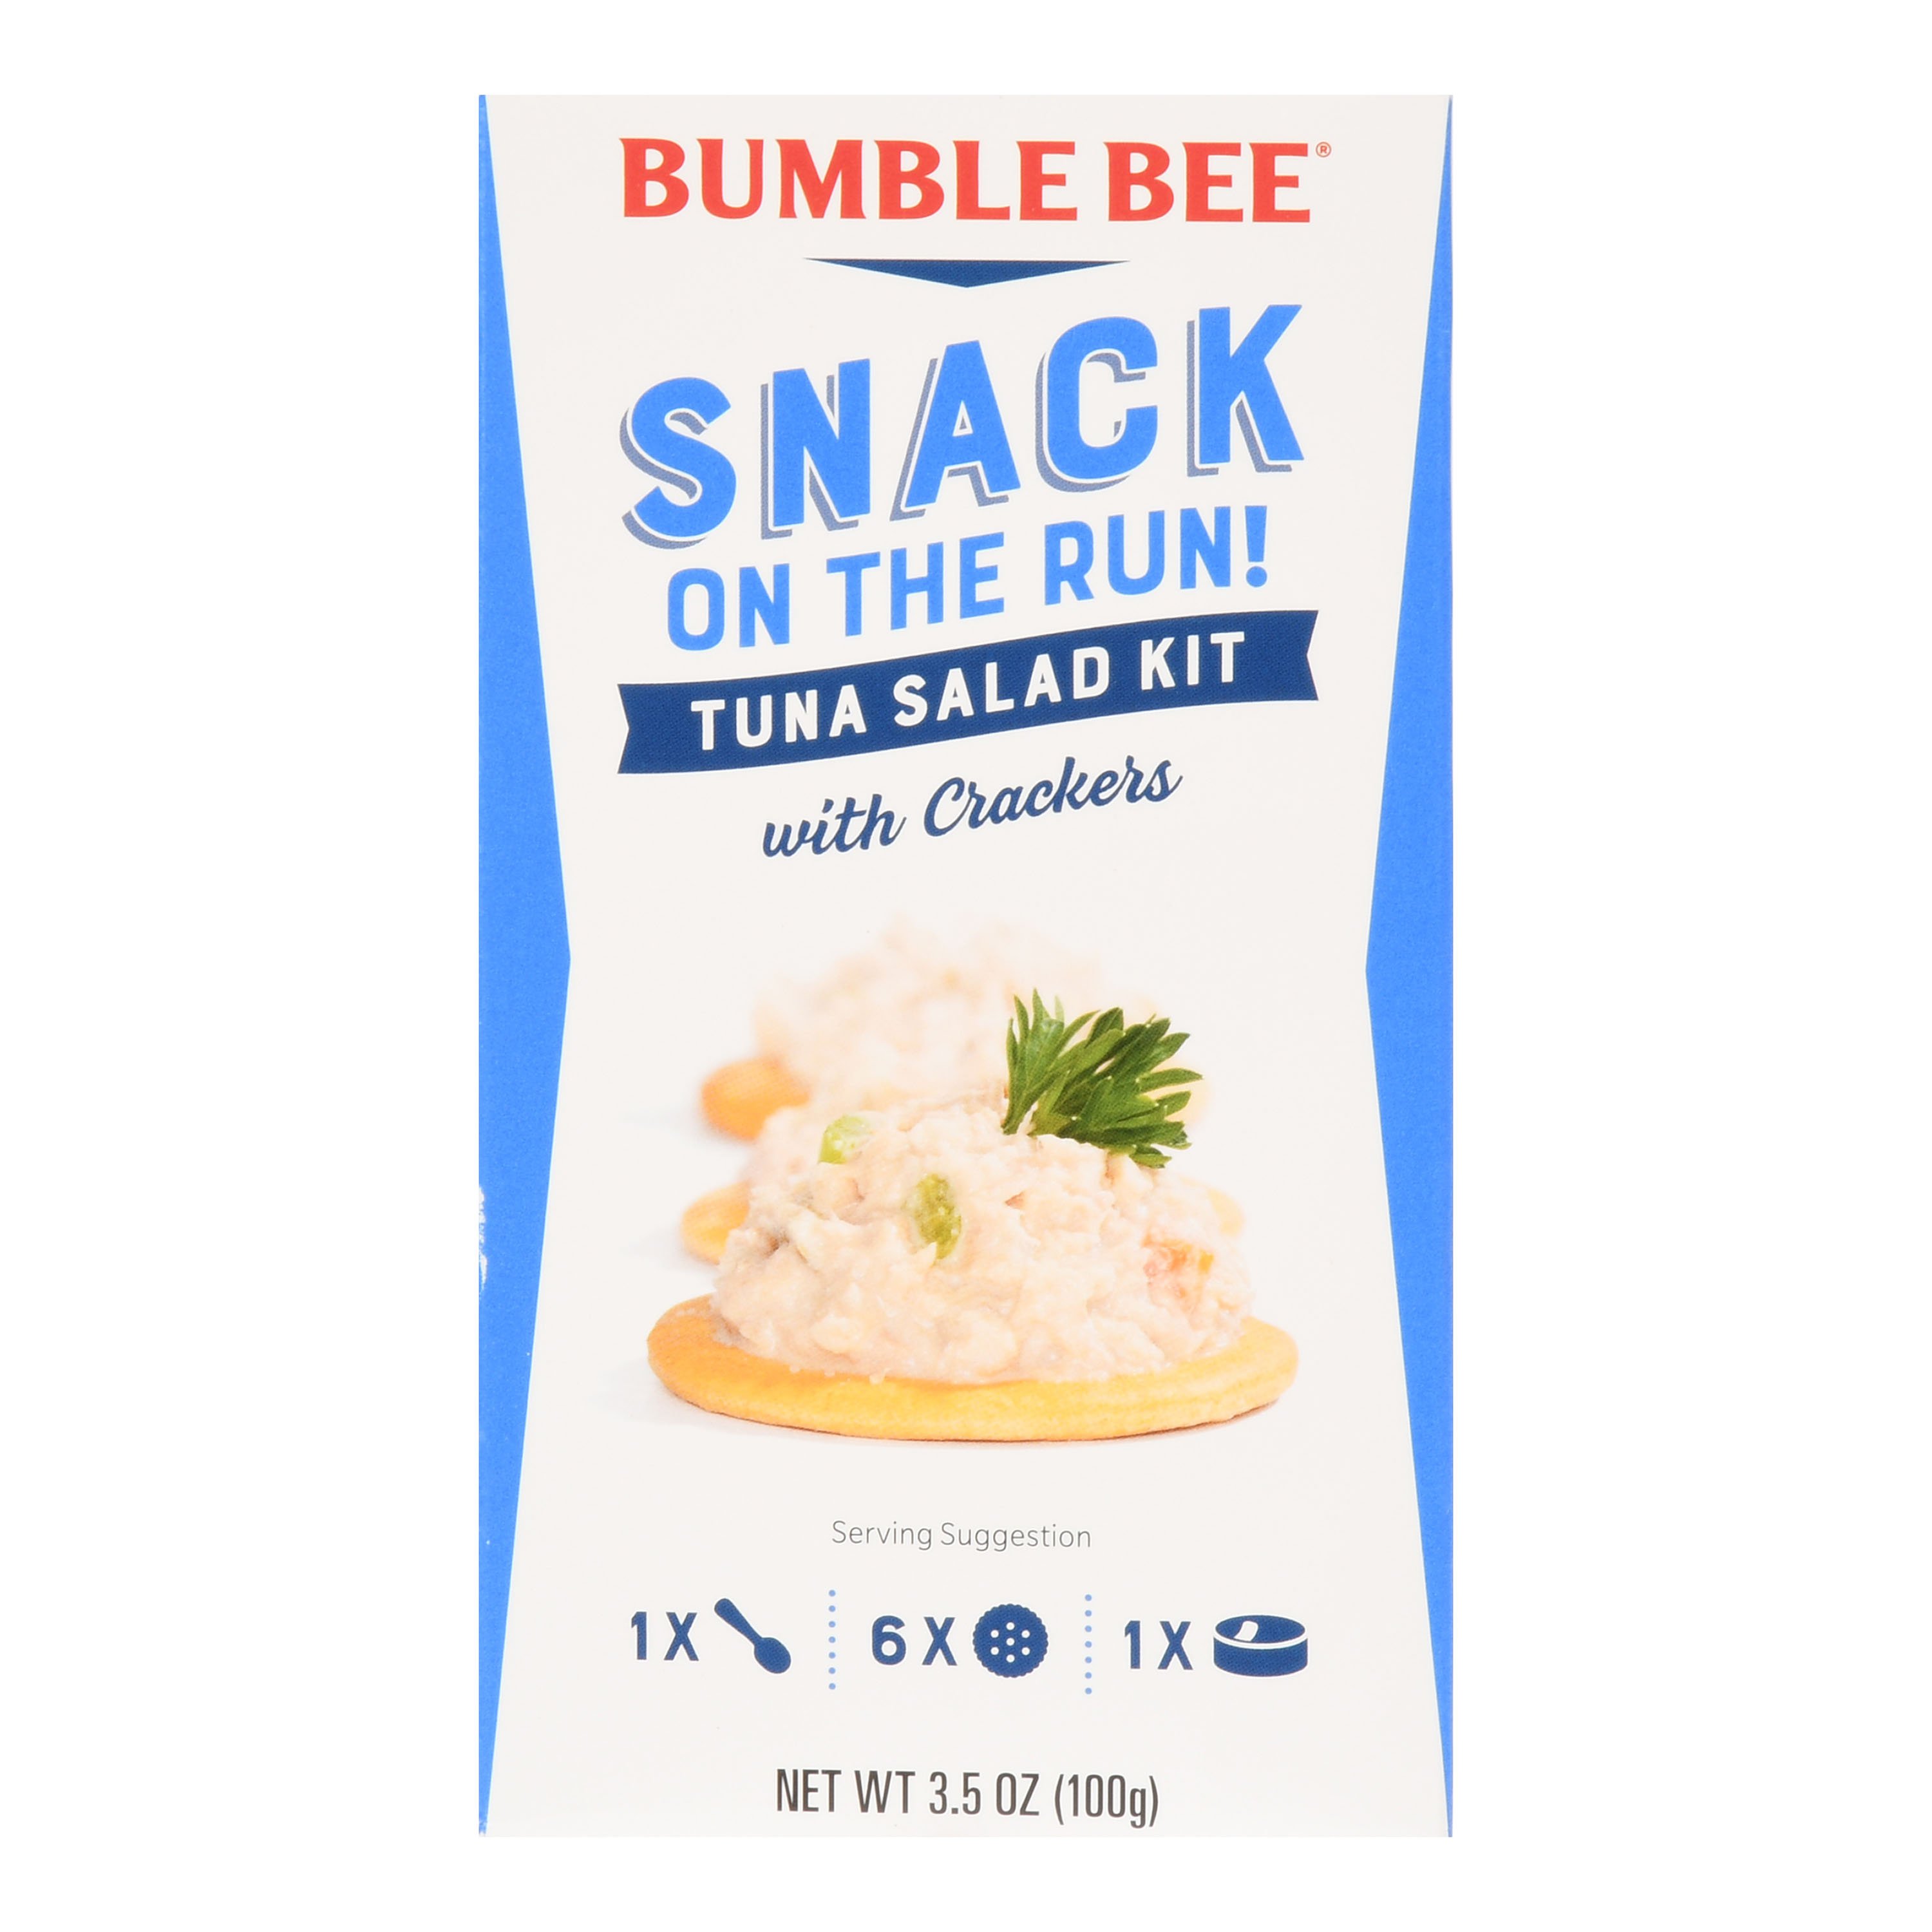 BUMBLE BEE®
SNACK
ON THE RUN!
TUNA SALAD KIT
with Crackers
Serving Suggestion
1X 6X 1X
NET WT 3.5 OZ (100g)